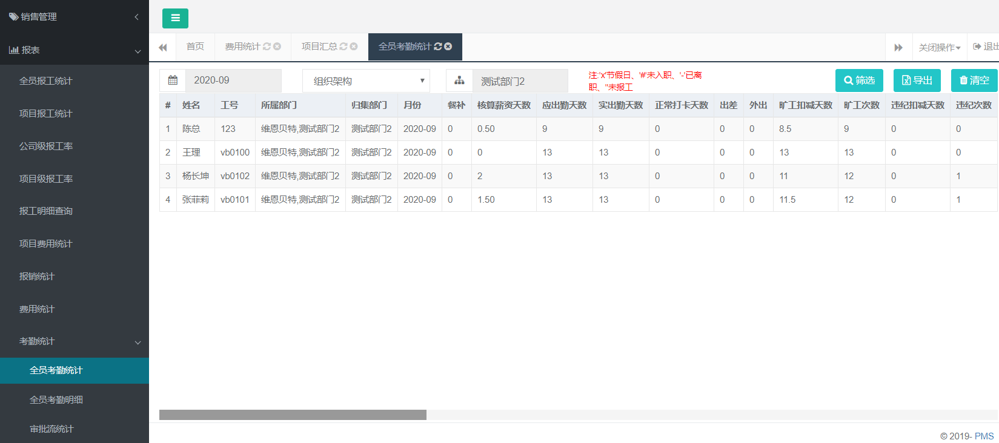 销售管理
报表
全员报工统计
项目报工统计
公司级报工率
项目级报工率
报工明细查询
项目费用统计
报销统计
费用统计
考勤统计
全员考勤统计
全员考勤明细
审批流统计
首页 费用统计 项目汇总 全员考勤统计 关闭操作 退出
2020-09 组织架构 测试部门2
注:'x'节假日、'#'未入职、'-'已离
职、''未报工
筛选 导出 清空
# 姓名 工号 所属部门 归集部门 月份 餐补 核算薪资天数 应出勤天数 实出勤天数 正常打卡天数 出差 外出 旷工扣减天数 旷工次数 违纪扣减天数 违纪次数
1 陈总 123 维恩贝特,测试部门2 测试部门2 2020-09 0 0.50 9 9 0 0 0 8.5 9 0 0
2 王理 vb0100 维恩贝特,测试部门2 测试部门2 2020-09 0 0 13 13 0 0 0 13 13 0 0
3 杨长坤 vb0102 维恩贝特,测试部门2 测试部门2 2020-09 0 2 13 13 0 0 0 11 12 0 1
4 张菲莉 vb0101 维恩贝特,测试部门2 测试部门2 2020-09 0 1.50 13 13 0 0 0 11.5 12 0 1
© 2019- PMS